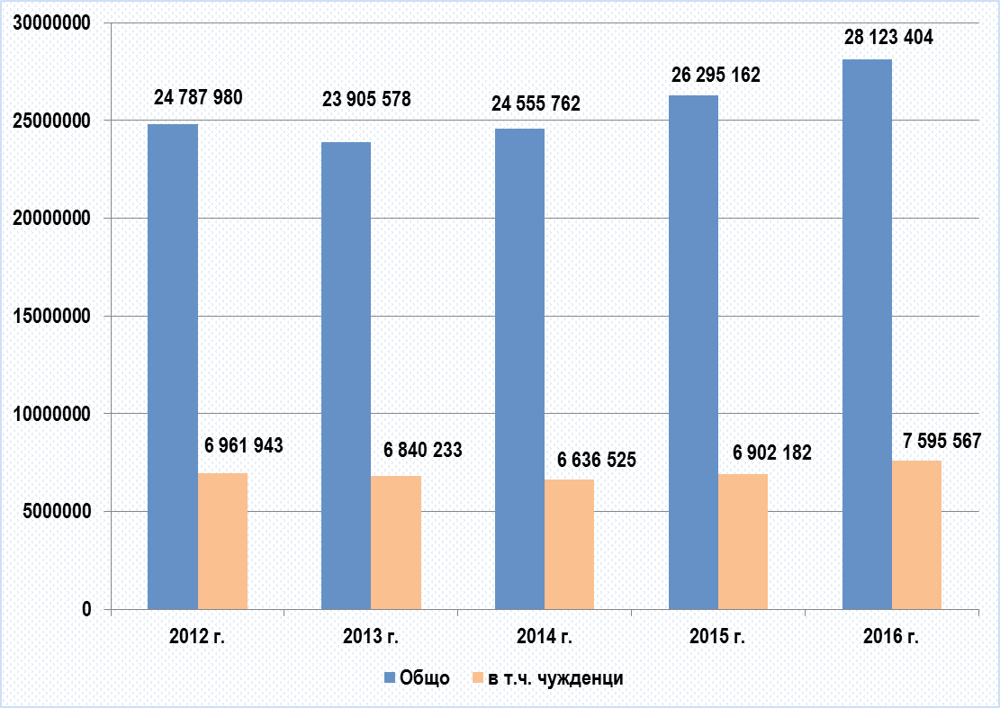 30000000
28 123 404
26 295 162
24 787 980
23 905 578
24 555 762
25000000
20000000
15000000
10000000
6 961 943
6 840 233
6 636 525
6 902 182
7 595 567
5000000
0
2012 г.
2013 г.
2014 г.
2015 г.
2016 г.
Общо
в т.ч. чужденци